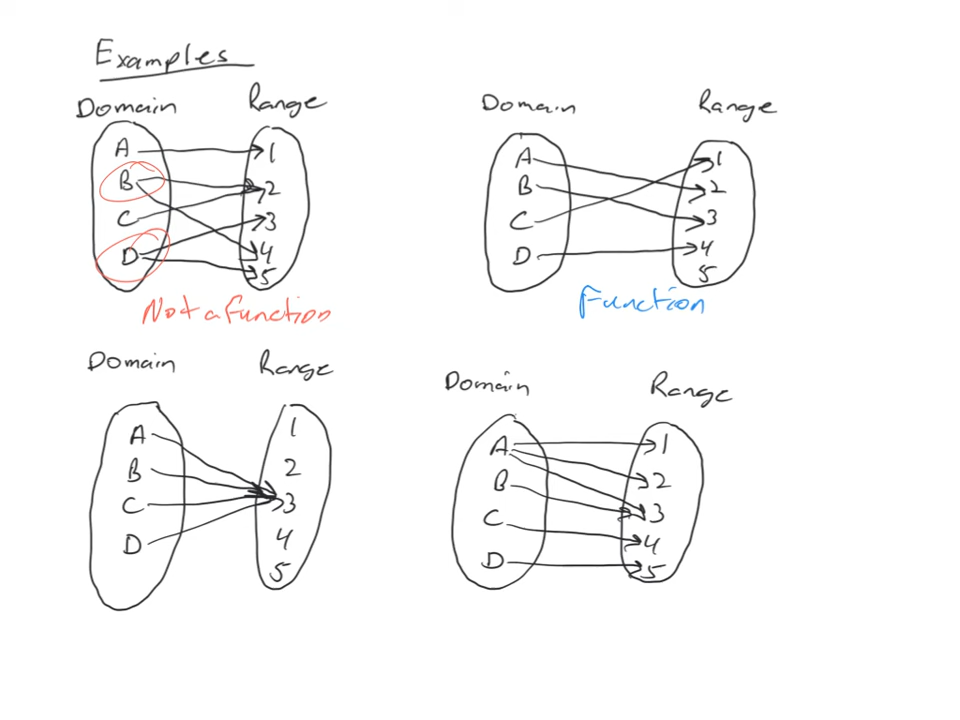 Examples
Domain Range
A 1
B 2
C 3
D 4
5
Not a Function
Domain Range
A 1
B 2
C 3
D 4
5
Function
Domain Range
A 1
B 2
C 3
D 4
5
Domain Range
A 1
B 2
C 3
D 4
5